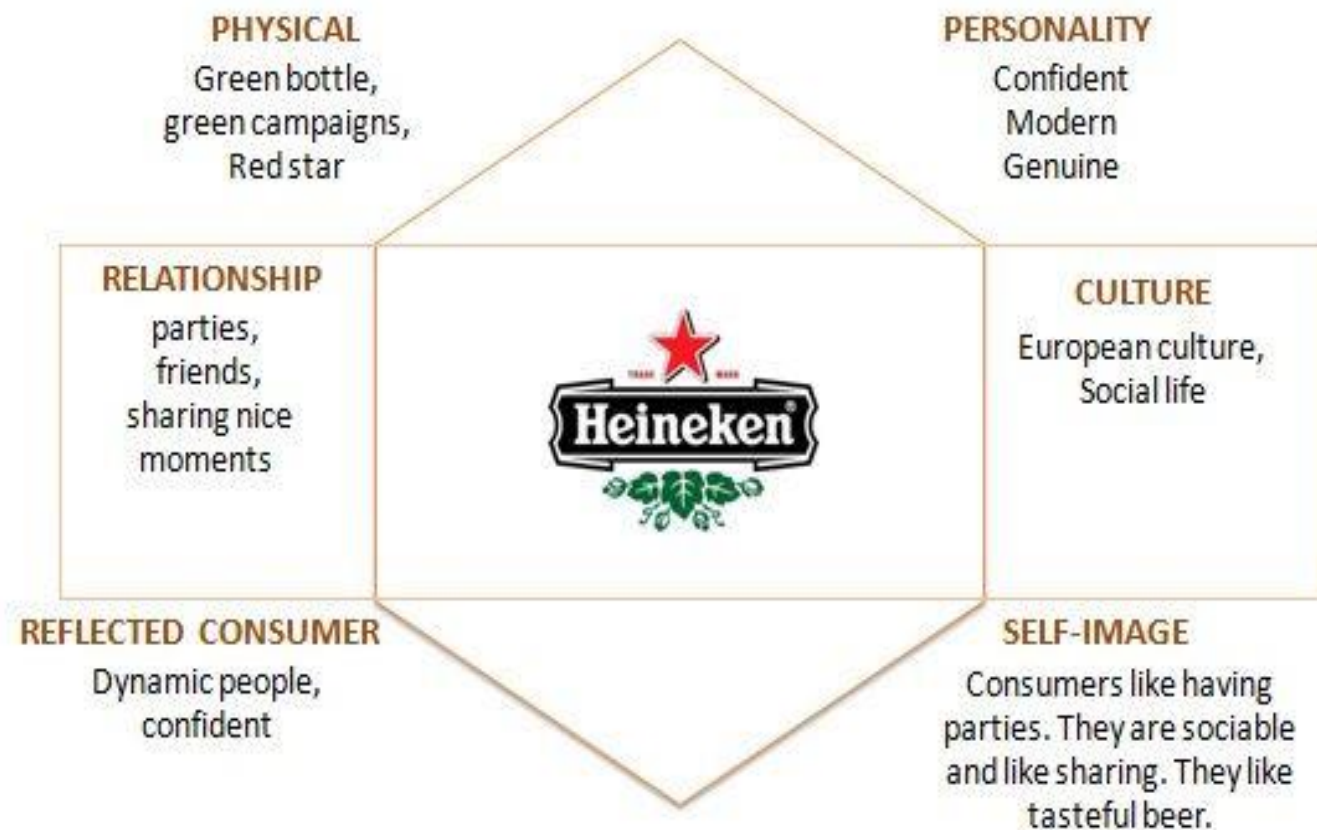 PHYSICAL
Green bottle,
green campaigns,
Red star
PERSONALITY
Confident
Modern
Genuine
RELATIONSHIP
parties,
friends,
sharing nice
moments
TRADE MARK
Heineken®
CULTURE
European culture,
Social life
REFLECTED CONSUMER
Dynamic people,
confident
SELF-IMAGE
Consumers like having
parties. They are sociable
and like sharing. They like
tasteful beer.